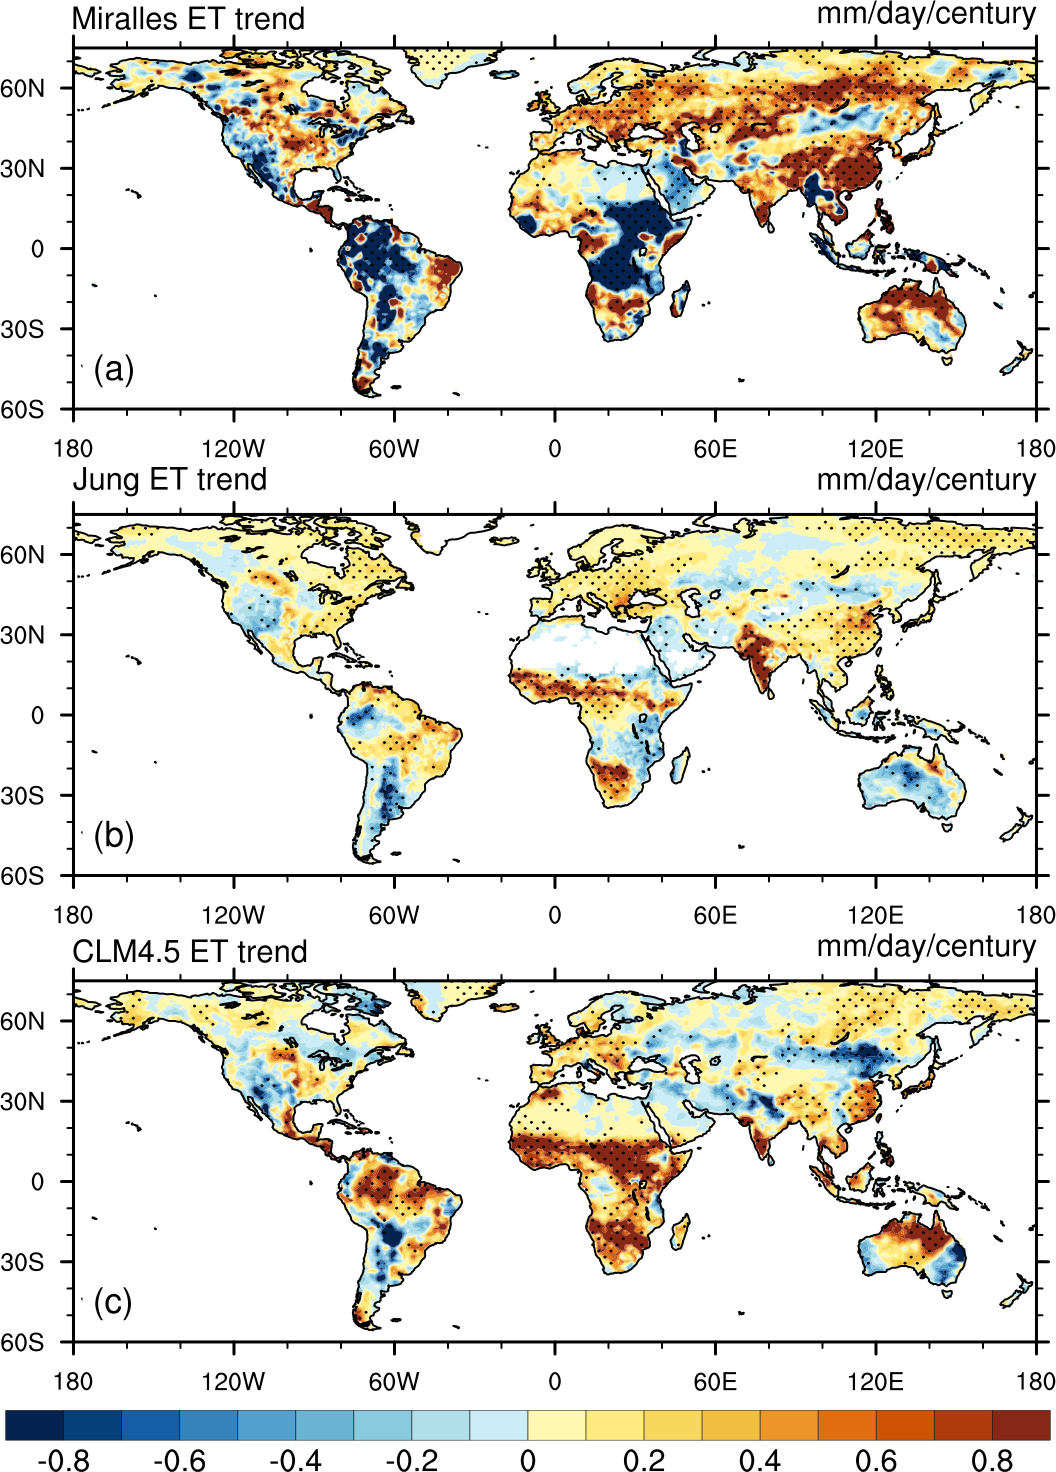 Miralles ET trend mm/day/century
60N
30N
0
30S
60S
(a)
180 120W 60W 0 60E 120E 180
Jung ET trend mm/day/century
60N
30N
0
30S
60S
(b)
180 120W 60W 0 60E 120E 180
CLM4.5 ET trend mm/day/century
60N
30N
0
30S
60S
(c)
180 120W 60W 0 60E 120E 180
-0.8 -0.6 -0.4 -0.2 0 0.2 0.4 0.6 0.8